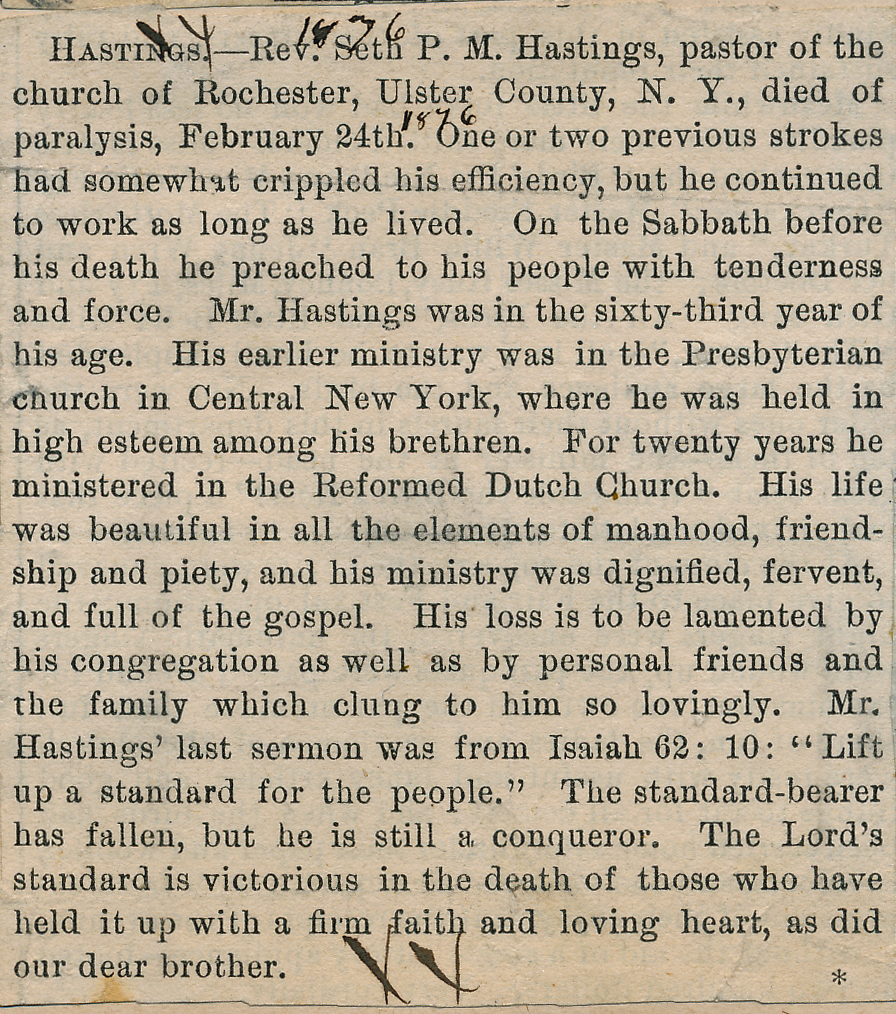 1876
HASTINGS.—Rev. Seth P. M. Hastings, pastor of the
church of Rochester, Ulster County, N. Y., died of
1876
paralysis, February 24th. One or two previous strokes
had somewhat crippled his efficiency, but he continued
to work as long as he lived. On the Sabbath before
his death he preached to his people with tenderness
and force. Mr. Hastings was in the sixty-third year of
his age. His earlier ministry was in the Presbyterian
church in Central New York, where he was held in
high esteem among his brethren. For twenty years he
ministered in the Reformed Dutch Church. His life
was beautiful in all the elements of manhood, friend-
ship and piety, and his ministry was dignified, fervent,
and full of the gospel. His loss is to be lamented by
his congregation as well as by personal friends and
the family which clung to him so lovingly. Mr.
Hastings' last sermon was from Isaiah 62: 10: “Lift
up a standard for the people.” The standard-bearer
has fallen, but he is still a conqueror. The Lord's
standard is victorious in the death of those who have
held it up with a firm faith and loving heart, as did
our dear brother. *